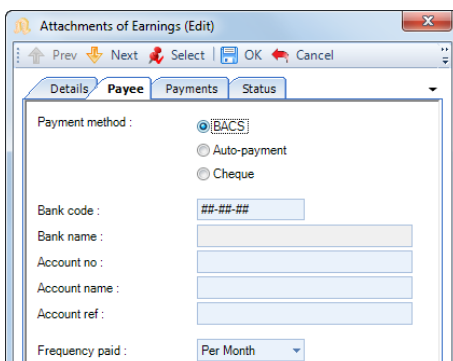 Attachments of Earnings (Edit)
Prev Next Select OK Cancel
Details Payee Payments Status
Payment method : BACS
Auto-payment
Cheque
Bank code : ##-##-##
Bank name :
Account no :
Account name :
Account ref :
Frequency paid : Per Month